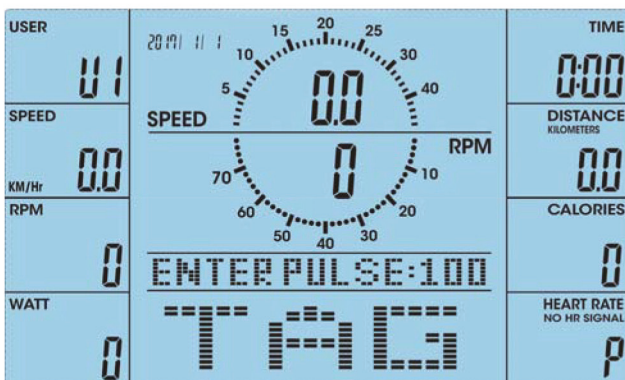 USER
U1
SPEED
0.0
KM/Hr
RPM
0
WATT
0
2017/ 1/ 1
5 10 15 20 25 30 40
SPEED
0.0
RPM
0
10 20 30 40 50 60 70
ENTER PULSE:100
TAG
TIME
0:00
DISTANCE
KILOMETERS
0.0
CALORIES
0
HEART RATE
NO HR SIGNAL
P